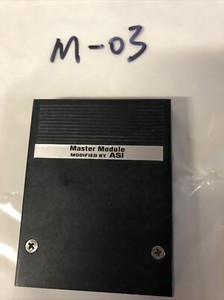 M-03
Master Module
MODIFIED BY ASI